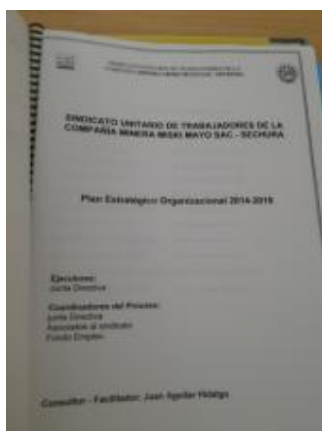 SINDICATO UNITARIO DE TRABAJADORES DE LA
COMPAÑÍA MINERA MISKI MAYO SAC - SECHURA
Plan Estratégico Organizacional 2014-2019
Ejecutores:
Junta Directiva
Coordinadores del Proceso:
Junta Directiva
Asociados al sindicato
Fondo Empleo
Consultor - Facilitador: Juan Aguilar Hidalgo